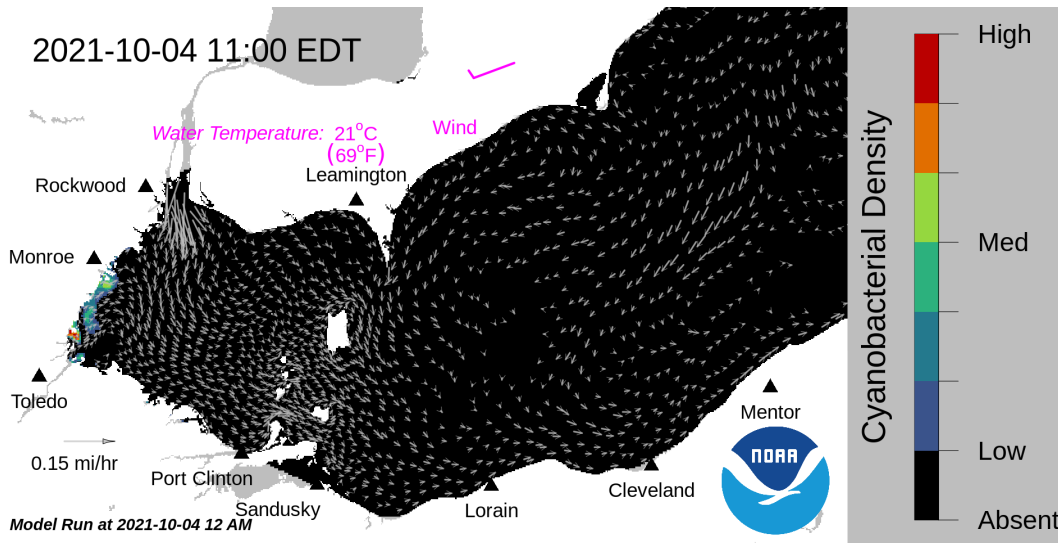 2021-10-04 11:00 EDT
High
Water Temperature: 21°C
(69°F)
Wind
Leamington
Rockwood
Monroe
Med
Cyanobacterial Density
Toledo
Mentor
0.15 mi/hr
NOAA
Low
Port Clinton
Cleveland
Sandusky
Lorain
Model Run at 2021-10-04 12 AM
Absent